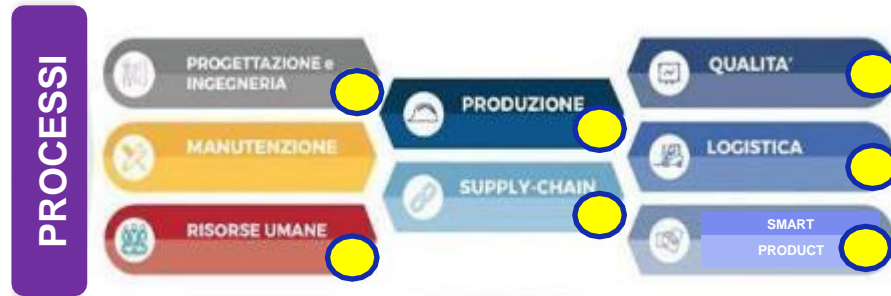 PROCESSI
PROGETTAZIONE e
INGEGNERIA
MANUTENZIONE
RISORSE UMANE
PRODUZIONE
SUPPLY-CHAIN
QUALITA'
LOGISTICA
SMART
PRODUCT